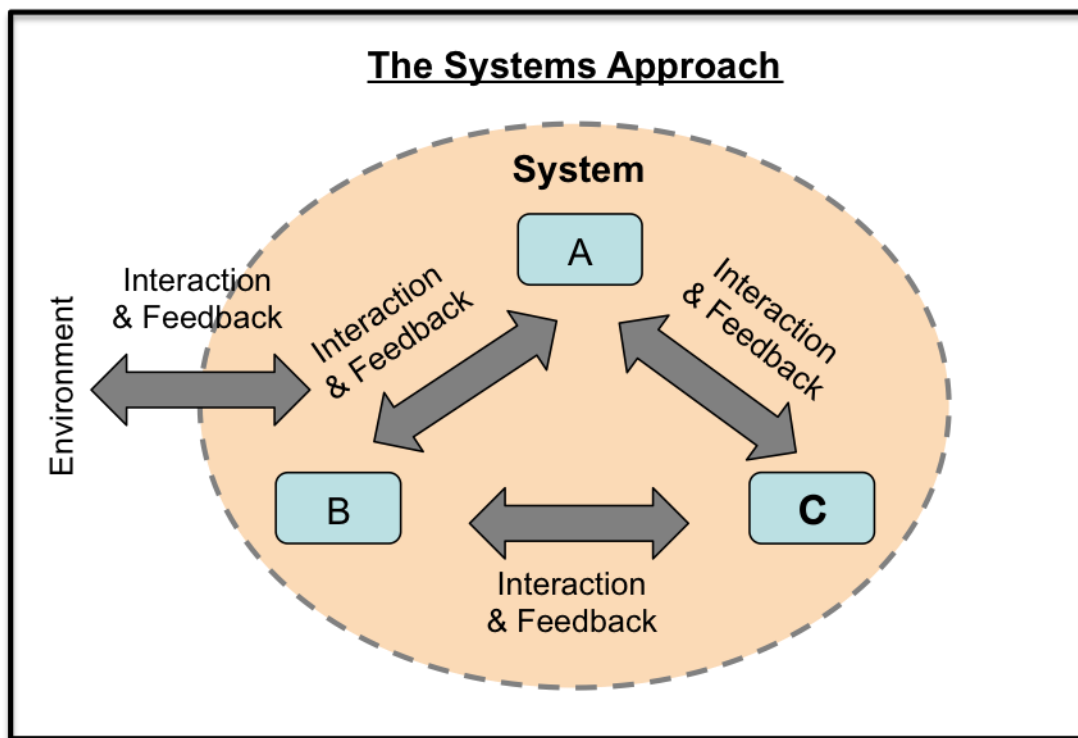 The Systems Approach
System
A
Interaction
& Feedback
Environment
Interaction
& Feedback
Interaction
& Feedback
B
C
Interaction
& Feedback